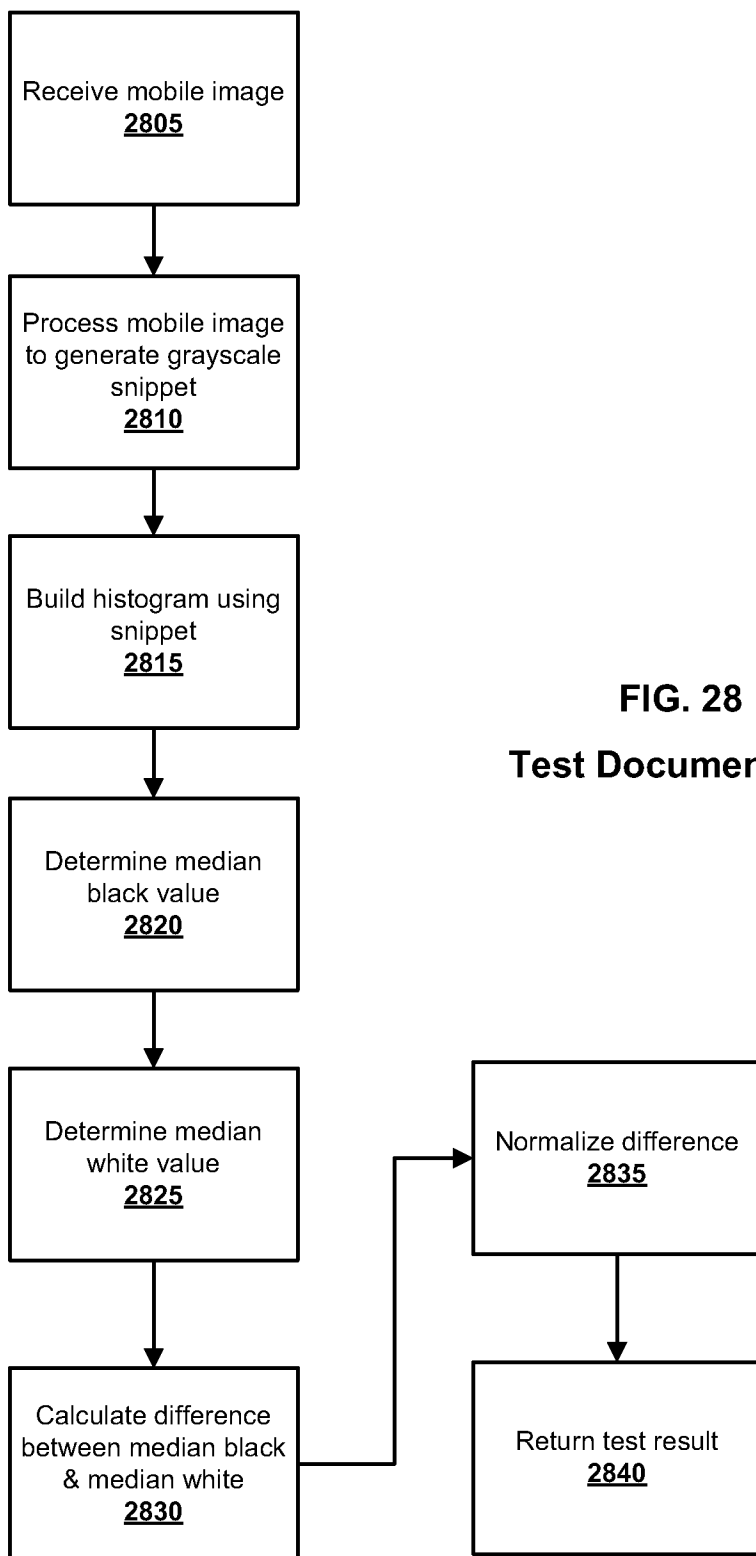 Receive mobile image
2805
Process mobile image
to generate grayscale
snippet
2810
Build histogram using
snippet
2815
Determine median
black value
2820
Determine median
white value
2825
Calculate difference
between median black
& median white
2830
Normalize difference
2835
Return test result
2840
FIG. 28
Test